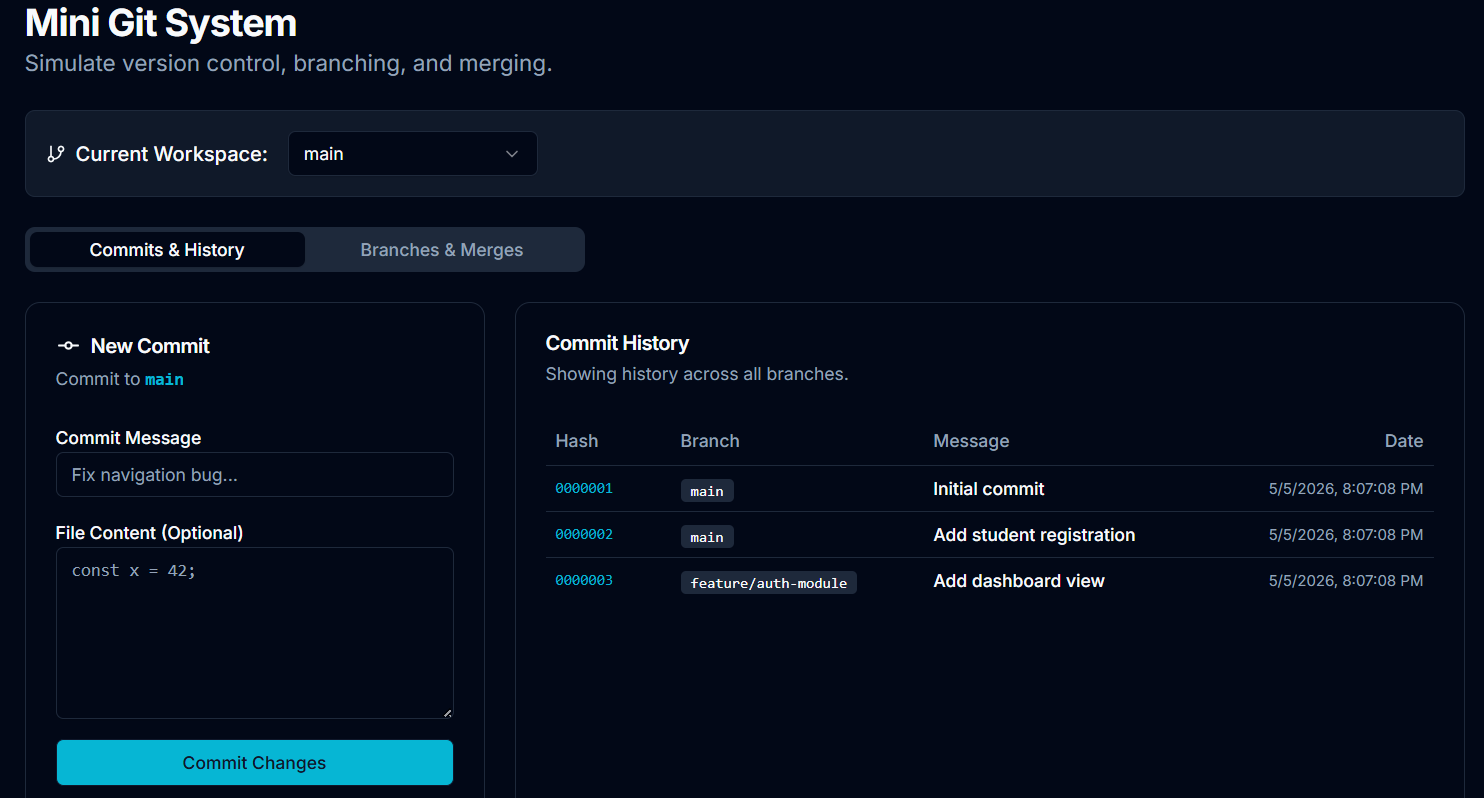 Mini Git System
Simulate version control, branching, and merging.
Current Workspace: main
Commits & History Branches & Merges
New Commit
Commit to main
Commit Message
Fix navigation bug...
File Content (Optional)
const x = 42;
Commit Changes
Commit History
Showing history across all branches.
Hash Branch Message Date
0000001 main Initial commit 5/5/2026, 8:07:08 PM
0000002 main Add student registration 5/5/2026, 8:07:08 PM
0000003 feature/auth-module Add dashboard view 5/5/2026, 8:07:08 PM